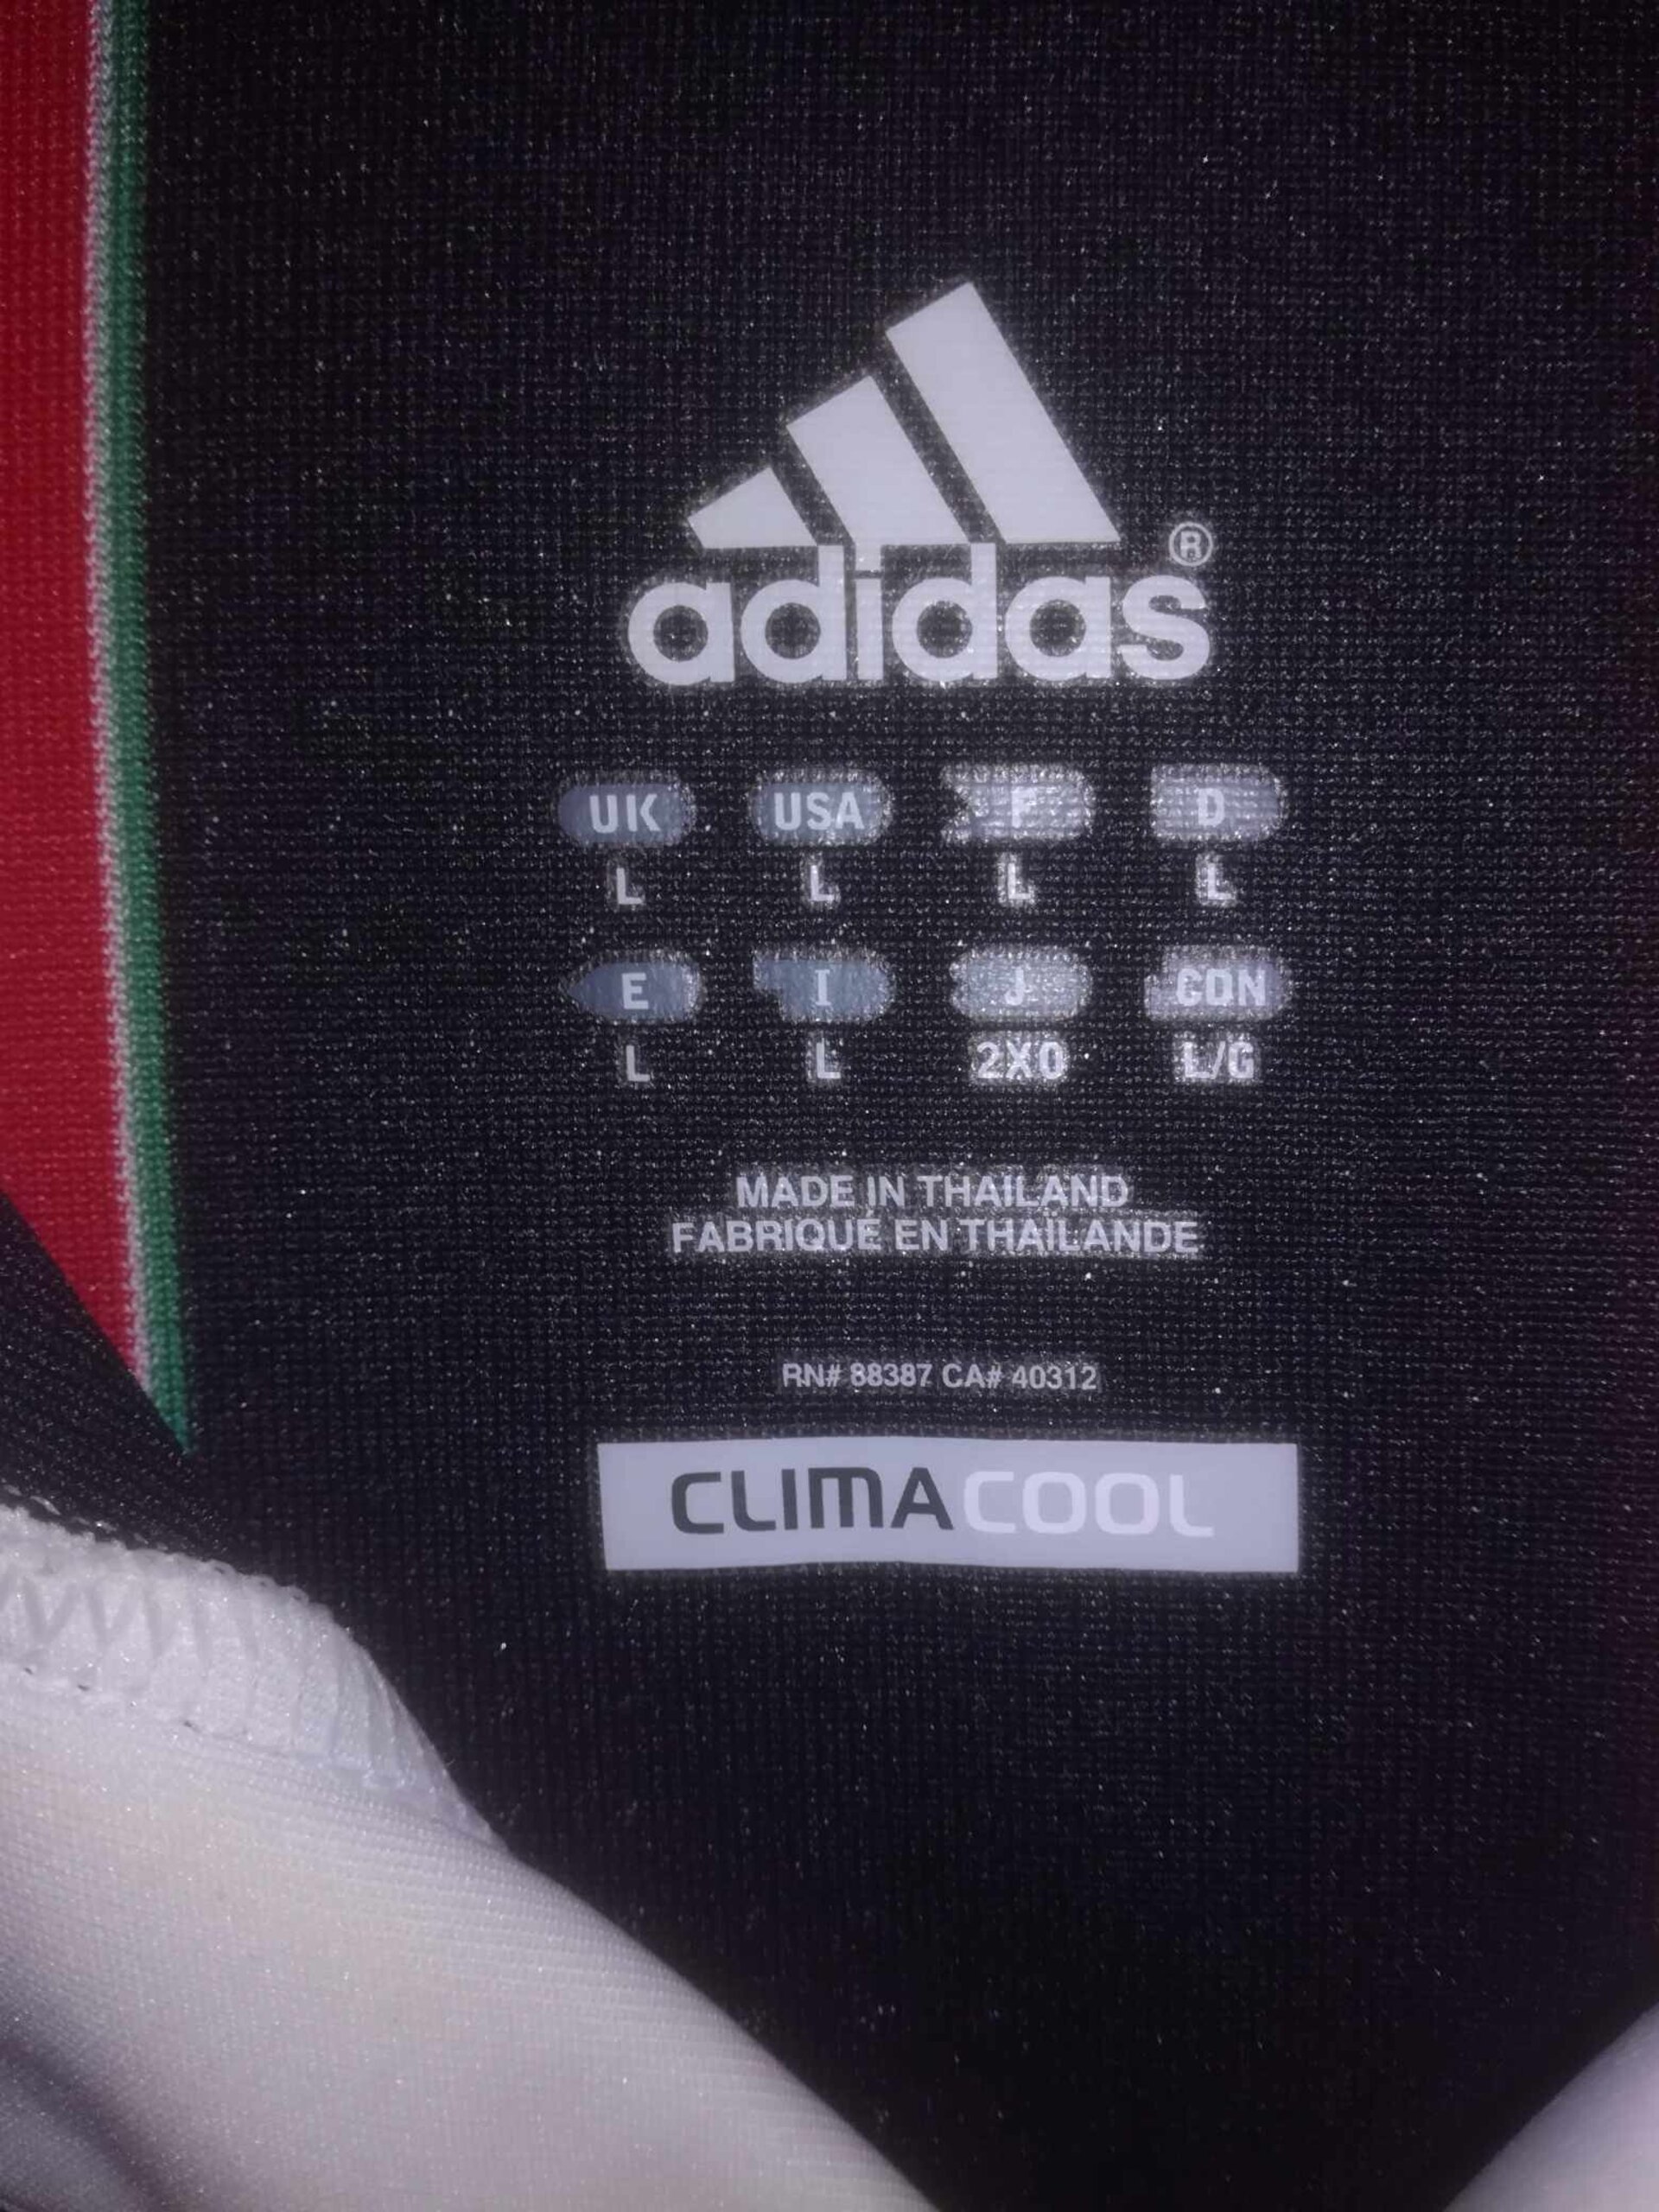 adidas®
UK USA F D
L L L L
E I J CDN
L L 2XO L/G
MADE IN THAILAND
FABRIQUÉ EN THAÏLANDE
RN# 88387 CA# 40312
CLIMACOOL